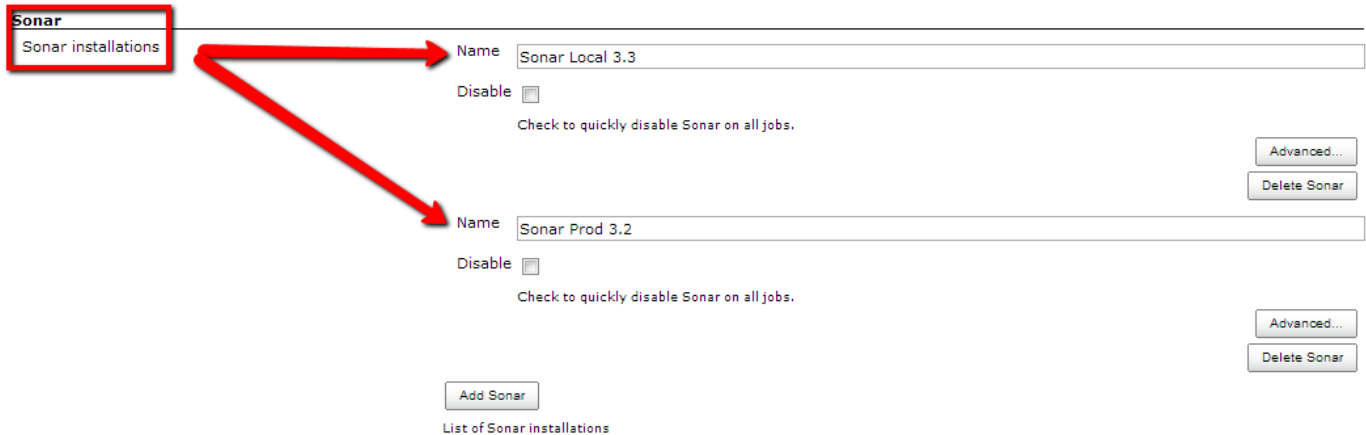 Sonar
Sonar installations
Name Sonar Local 3.3
Disable
Check to quickly disable Sonar on all jobs.
Advanced...
Delete Sonar
Name Sonar Prod 3.2
Disable
Check to quickly disable Sonar on all jobs.
Advanced...
Delete Sonar
Add Sonar
List of Sonar installations